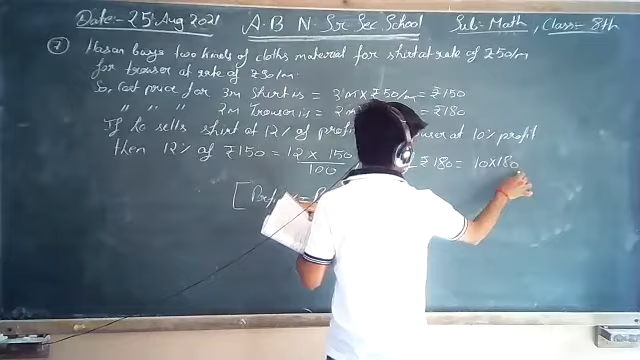 Date:- 25th Aug 2021 A. B. N. Sr. Sec. School Sub:- Math, Class:- 8th
7 Hasan buys two kinds of cloths material for shirt at rate of ₹50/m
for trouser at rate of ₹90/m.
So, Cost price for 3m Shirt is = 3m × ₹50/m = ₹150
" " " 2m Trouser is = 2m = ₹180
If he sells shirt at 12% of profit user at 10% profit
then 12% of ₹150 = 12 × 150 ₹180 = 10×180
100
[Profit =